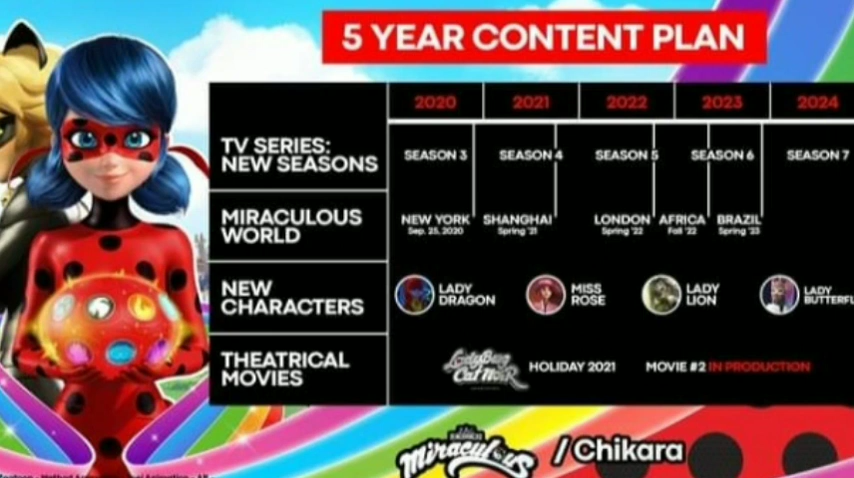 5 YEAR CONTENT PLAN
2020 2021 2022 2023 2024
TV SERIES:
NEW SEASONS
SEASON 3 SEASON 4 SEASON 5 SEASON 6 SEASON 7
MIRACULOUS
WORLD
NEW YORK SHANGHAI LONDON AFRICA BRAZIL
Sep. 25, 2020 Spring '21 Spring '22 Fall '22 Spring '23
NEW
CHARACTERS
LADY
DRAGON
MISS
ROSE
LADY
LION
LADY
BUTTERFL
THEATRICAL
MOVIES
LadyBug
Cat Noir
HOLIDAY 2021 MOVIE #2 IN PRODUCTION
Miraculous / Chikara